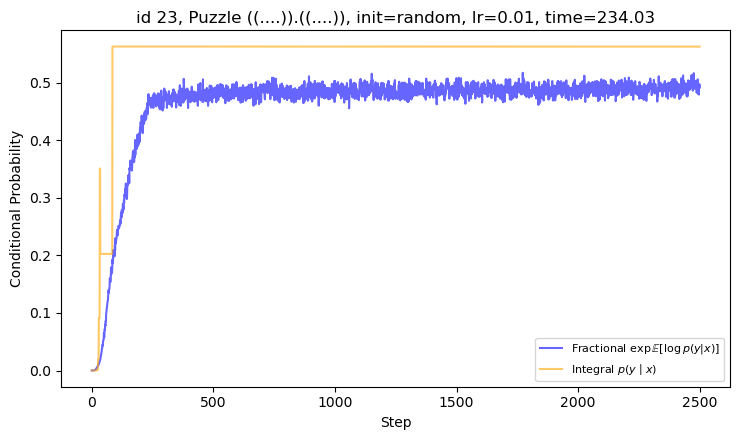 id 23, Puzzle ((....)).((....)), init=random, lr=0.01, time=234.03
Conditional Probability
0.5
0.4
0.3
0.2
0.1
0.0
Fractional exp𝔼[log p(y|x)]
Integral p(y | x)
0 500 1000 1500 2000 2500
Step